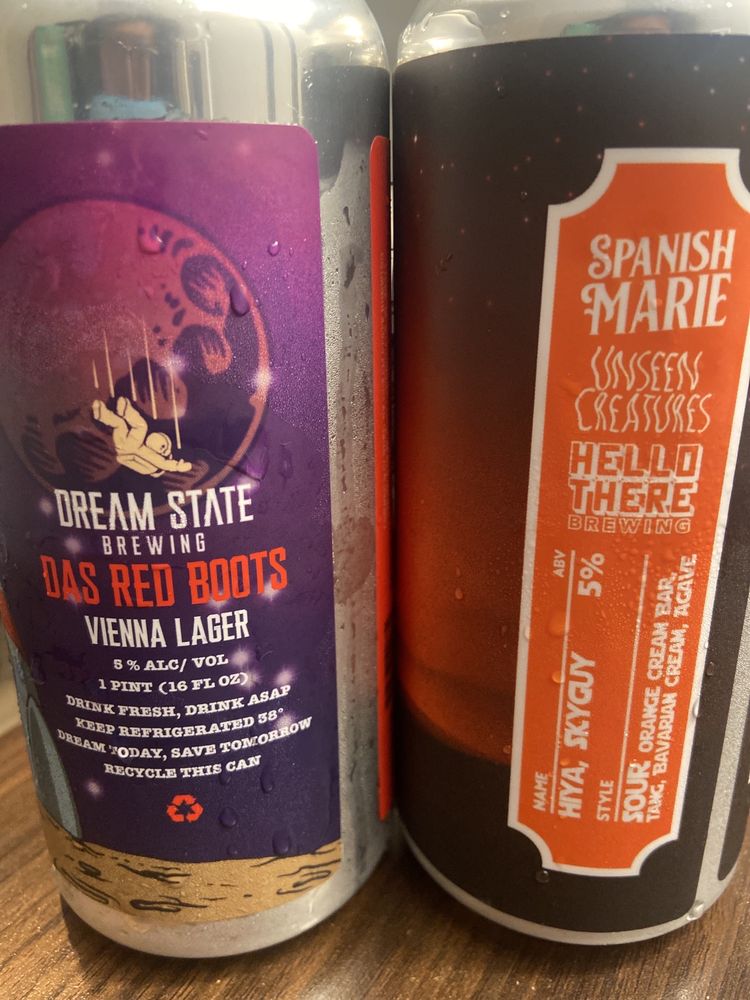 DREAM STATE
BREWING
DAS RED BOOTS
VIENNA LAGER
5 % ALC/ VOL
1 PINT (16 FL OZ)
DRINK FRESH, DRINK ASAP
KEEP REFRIGERATED 38°
DREAM TODAY, SAVE TOMORROW
RECYCLE THIS CAN
SPANISH
MARIE
UNSEEN
CREATURES
HELLO
THERE
BREWING
NAME
HIYA, SKYGUY
ABV
5%
STYLE
SOUR ORANGE CREAM BAR,
TANG, BAVARIAN CREAM, AGAVE